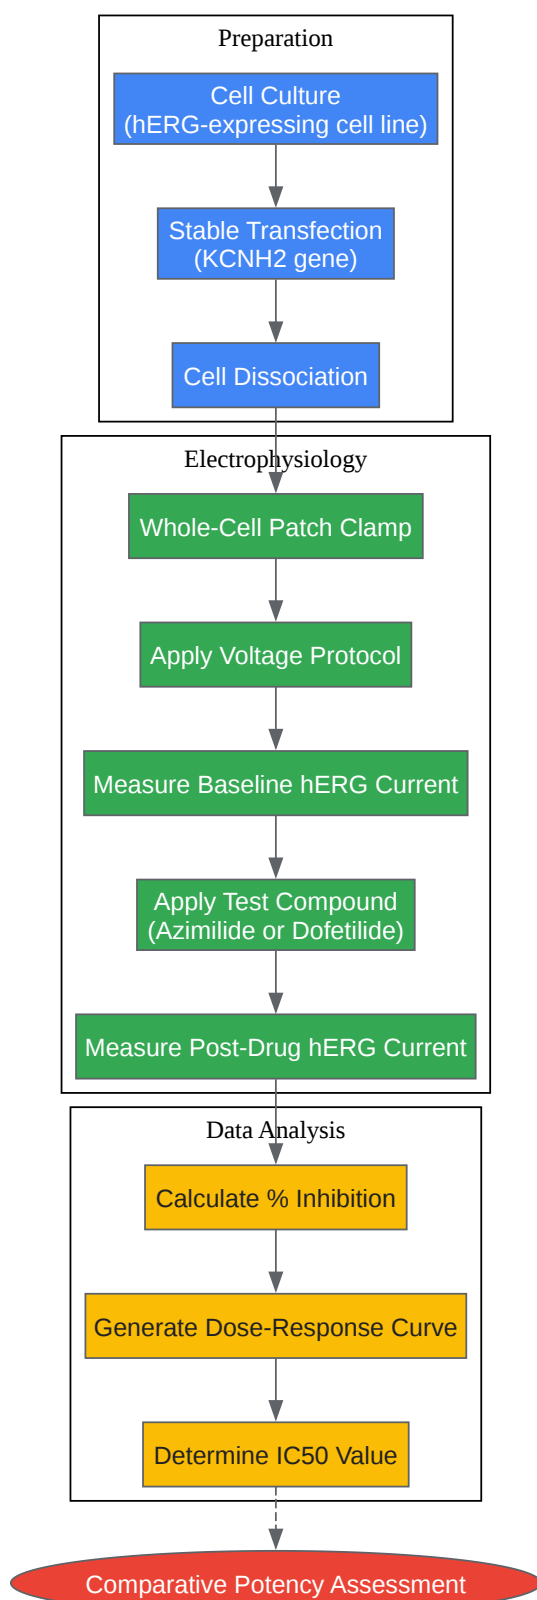 Preparation
Cell Culture
(hERG-expressing cell line)
Stable Transfection
(KCNH2 gene)
Cell Dissociation
Electrophysiology
Whole-Cell Patch Clamp
Apply Voltage Protocol
Measure Baseline hERG Current
Apply Test Compound
(Azimilide or Dofetilide)
Measure Post-Drug hERG Current
Data Analysis
Calculate % Inhibition
Generate Dose-Response Curve
Determine IC50 Value
Comparative Potency Assessment